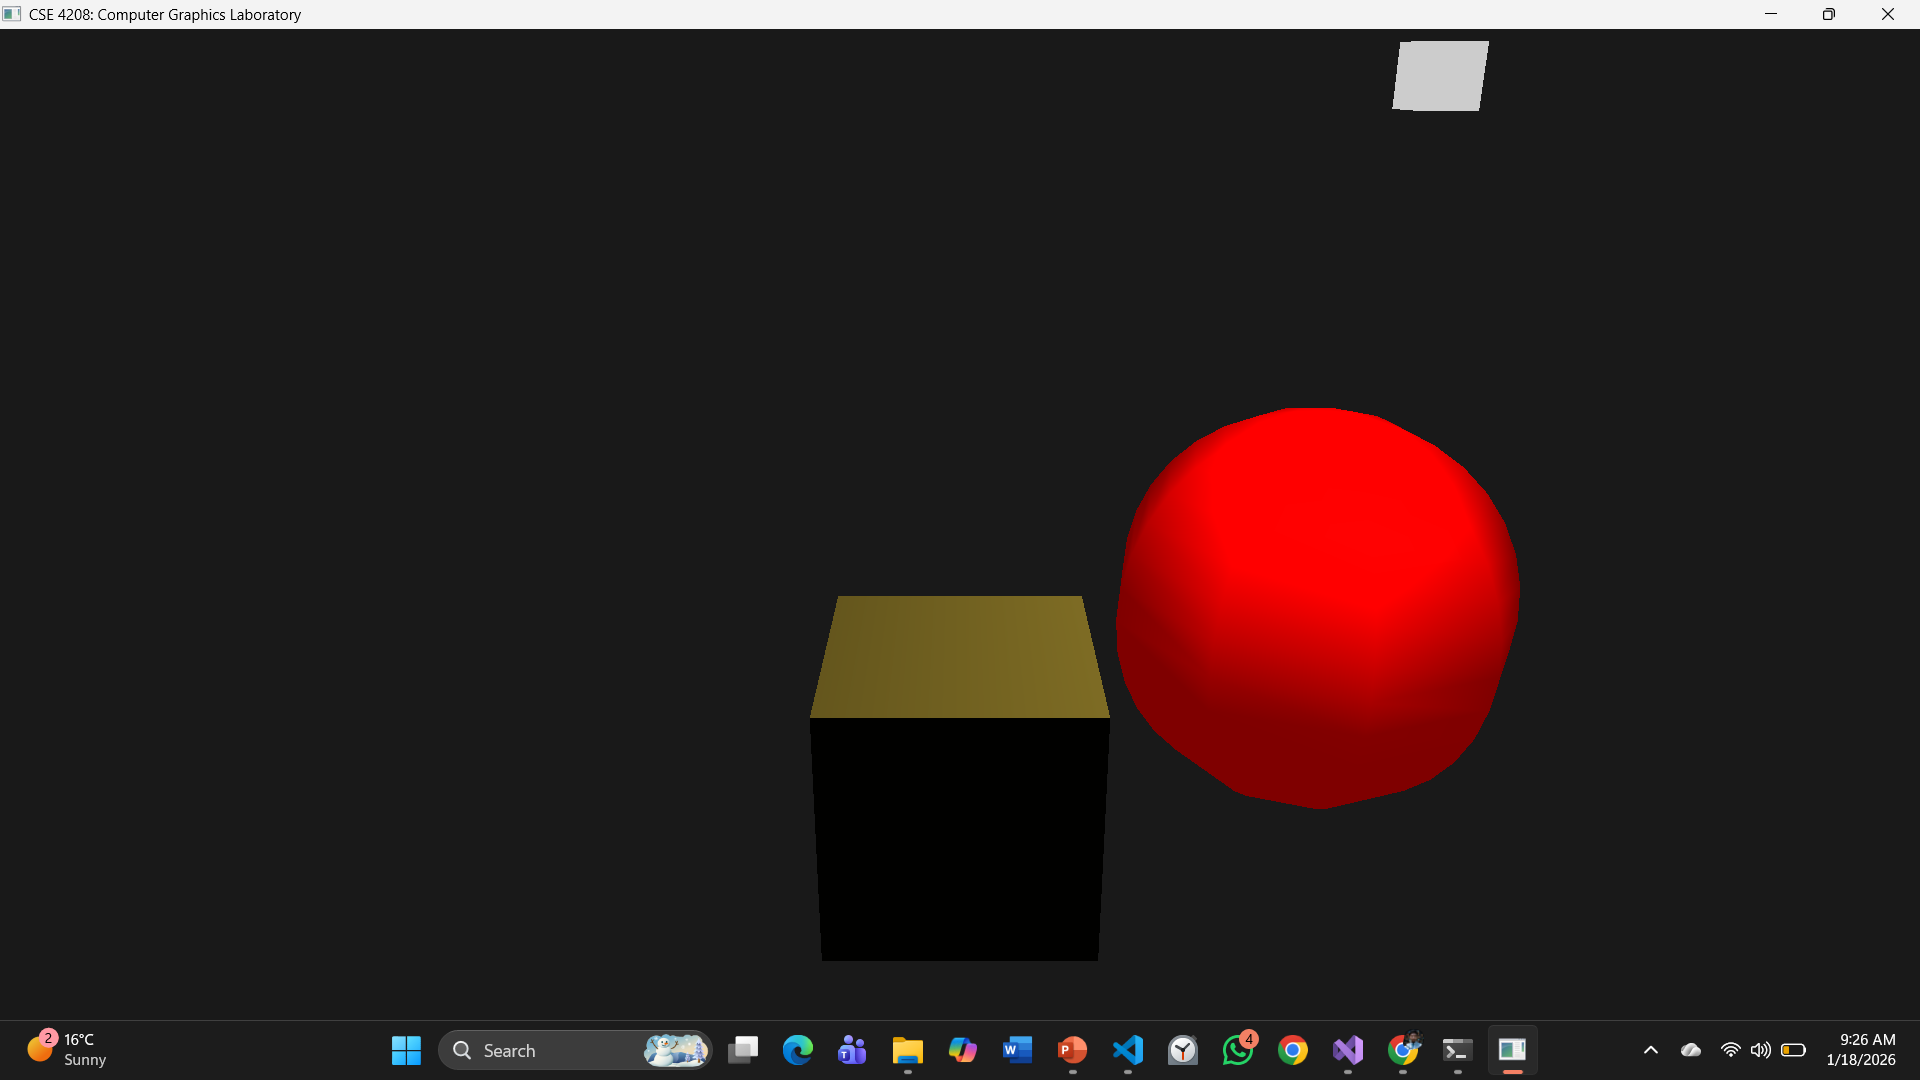 CSE 4208: Computer Graphics Laboratory
2
16°C
Sunny
Search
T
W
P
4
9:26 AM
1/18/2026